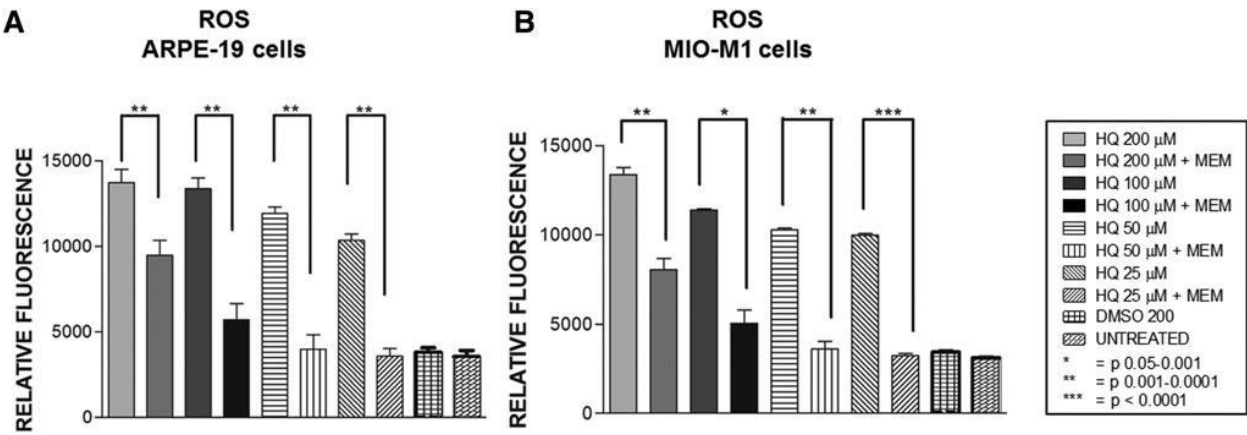 A
ROS
ARPE-19 cells
** ** ** **
RELATIVE FLUORESCENCE
15000
10000
5000
0
B
ROS
MIO-M1 cells
** * ** ***
RELATIVE FLUORESCENCE
15000
10000
5000
0
HQ 200 µM
HQ 200 µM + MEM
HQ 100 µM
HQ 100 µM + MEM
HQ 50 µM
HQ 50 µM + MEM
HQ 25 µM
HQ 25 µM + MEM
DMSO 200
UNTREATED
* = p 0.05-0.001
** = p 0.001-0.0001
*** = p < 0.0001